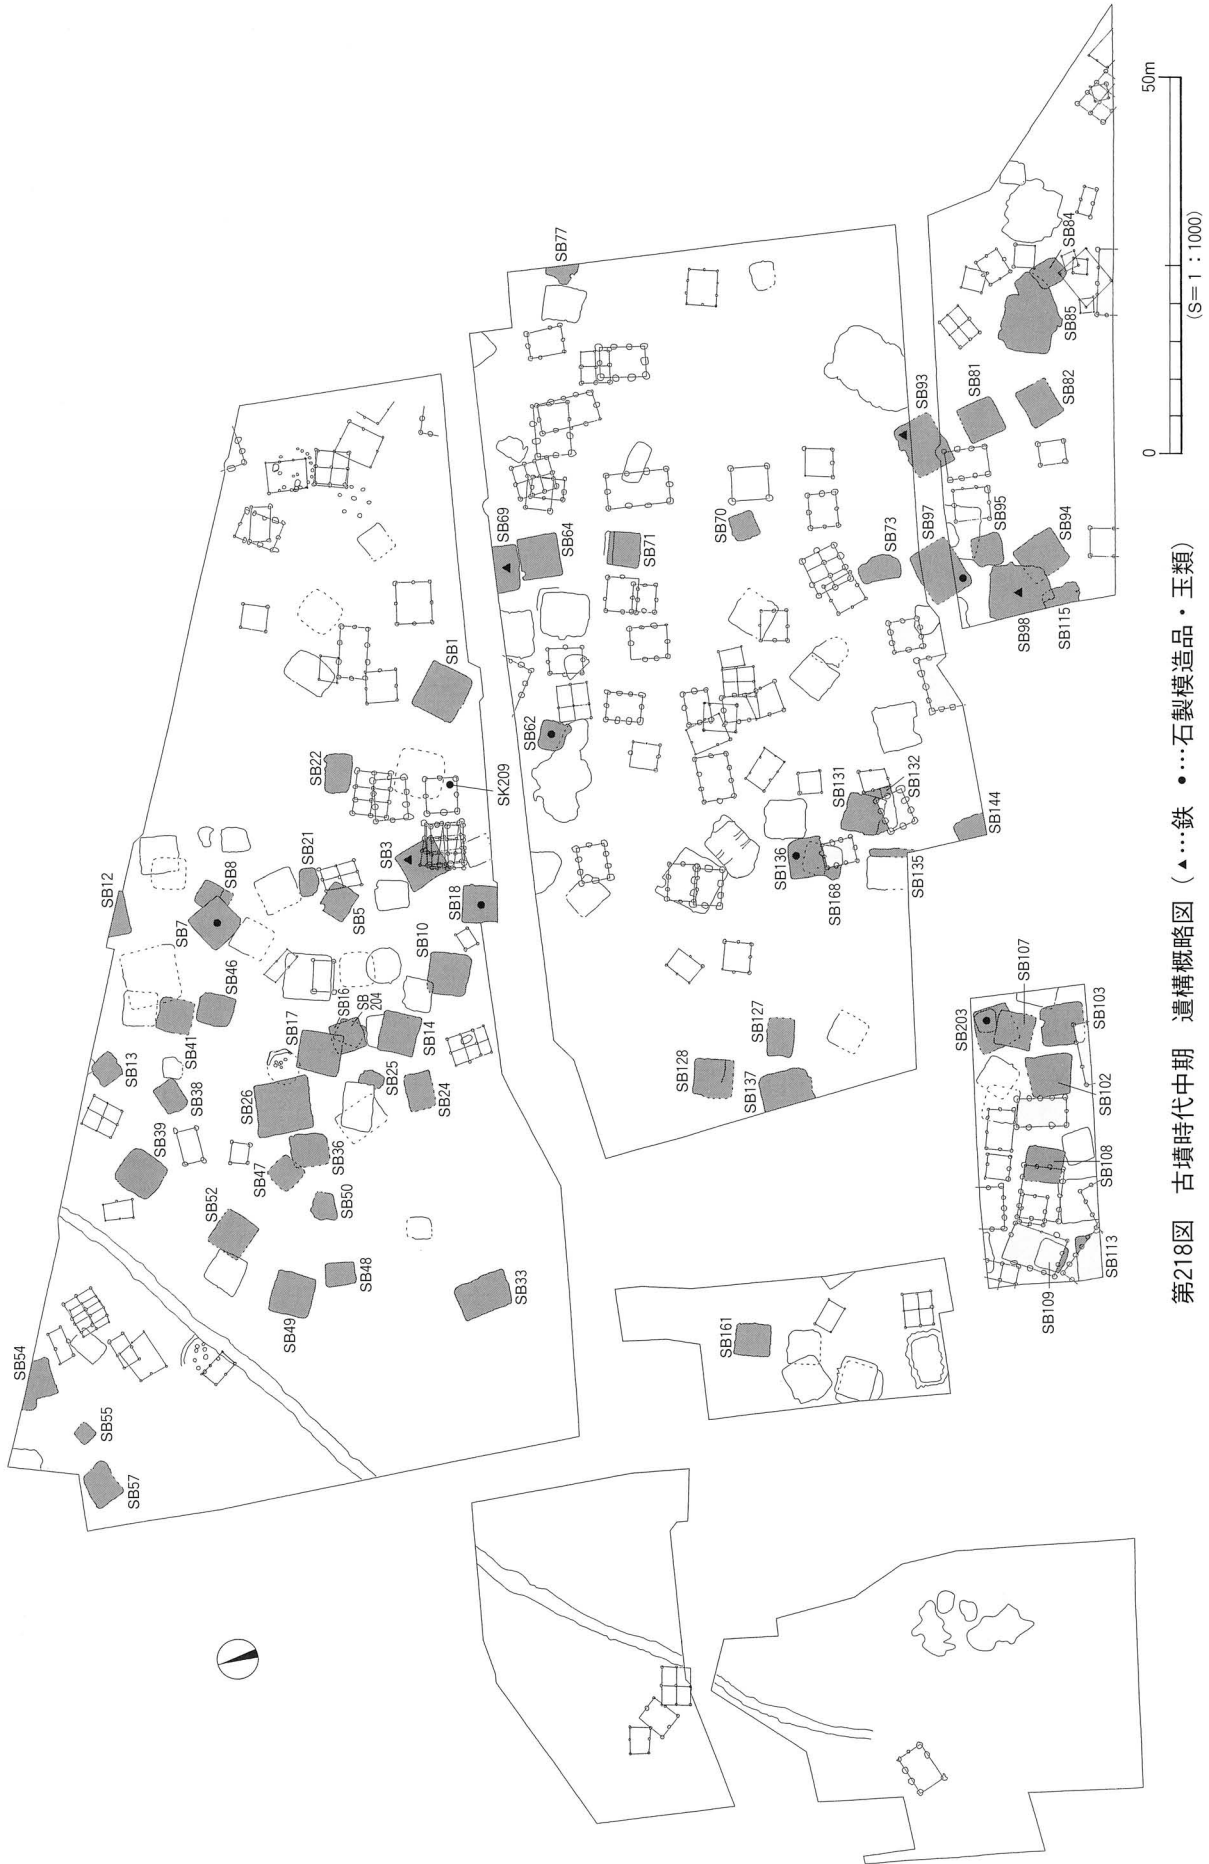 SB54
SB55
SB57
SB12
SB8
SB7
SB46
SB41
SB13
SB38
SB39
SB52
SB22
SB21
SB5
SB3
SB1
SK209
SB18
SB10
SB16
SB
204
SB17
SB14
SB25
SB24
SB26
SB36
SB47
SB50
SB48
SB49
SB33
SB77
SB69
SB64
SB71
SB70
SB73
SB62
SB131
SB132
SB144
SB136
SB168
SB135
SB127
SB128
SB137
SB84
SB85
SB93
SB81
SB82
SB97
SB95
SB94
SB98
SB115
SB107
SB203
SB103
SB102
SB108
SB113
SB109
SB161
0
50m
(S=1：1000)
第218図 古墳時代中期 遺構概略図（▲…鉄 ●…石製模造品・玉類）